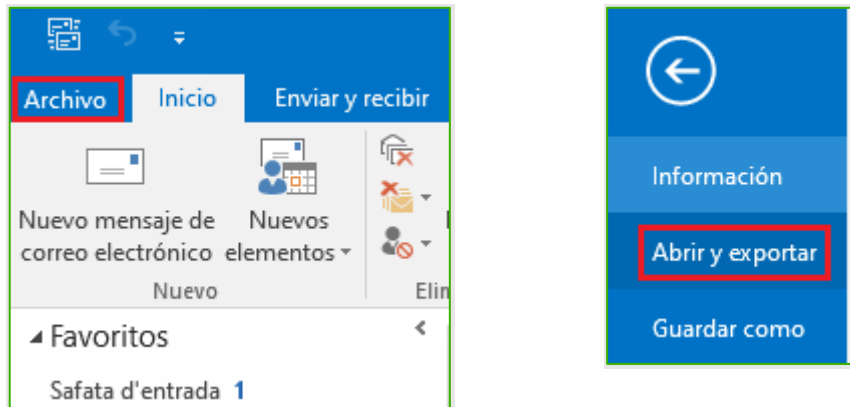 Archivo Inicio Enviar y recibir
Nuevo mensaje de
correo electrónico
Nuevos
elementos
Nuevo
Favoritos
Safata d'entrada 1
Información
Abrir y exportar
Guardar como